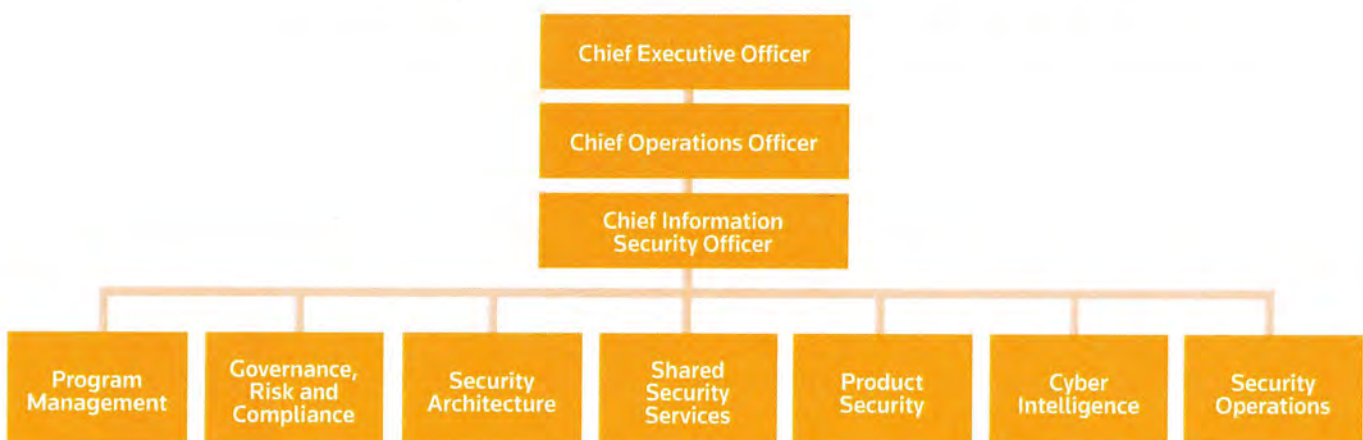 Chief Executive Officer
Chief Operations Officer
Chief Information
Security Officer
Program
Management
Governance,
Risk and
Compliance
Security
Architecture
Shared
Security
Services
Product
Security
Cyber
Intelligence
Security
Operations